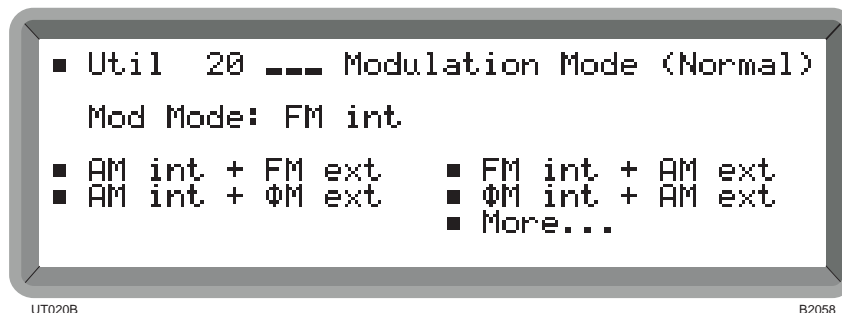 ▪ Util 20 ___ Modulation Mode (Normal)
Mod Mode: FM int
▪ AM int + FM ext ▪ FM int + AM ext
▪ AM int + ΦM ext ▪ ΦM int + AM ext
▪ More...
UT020B B2058